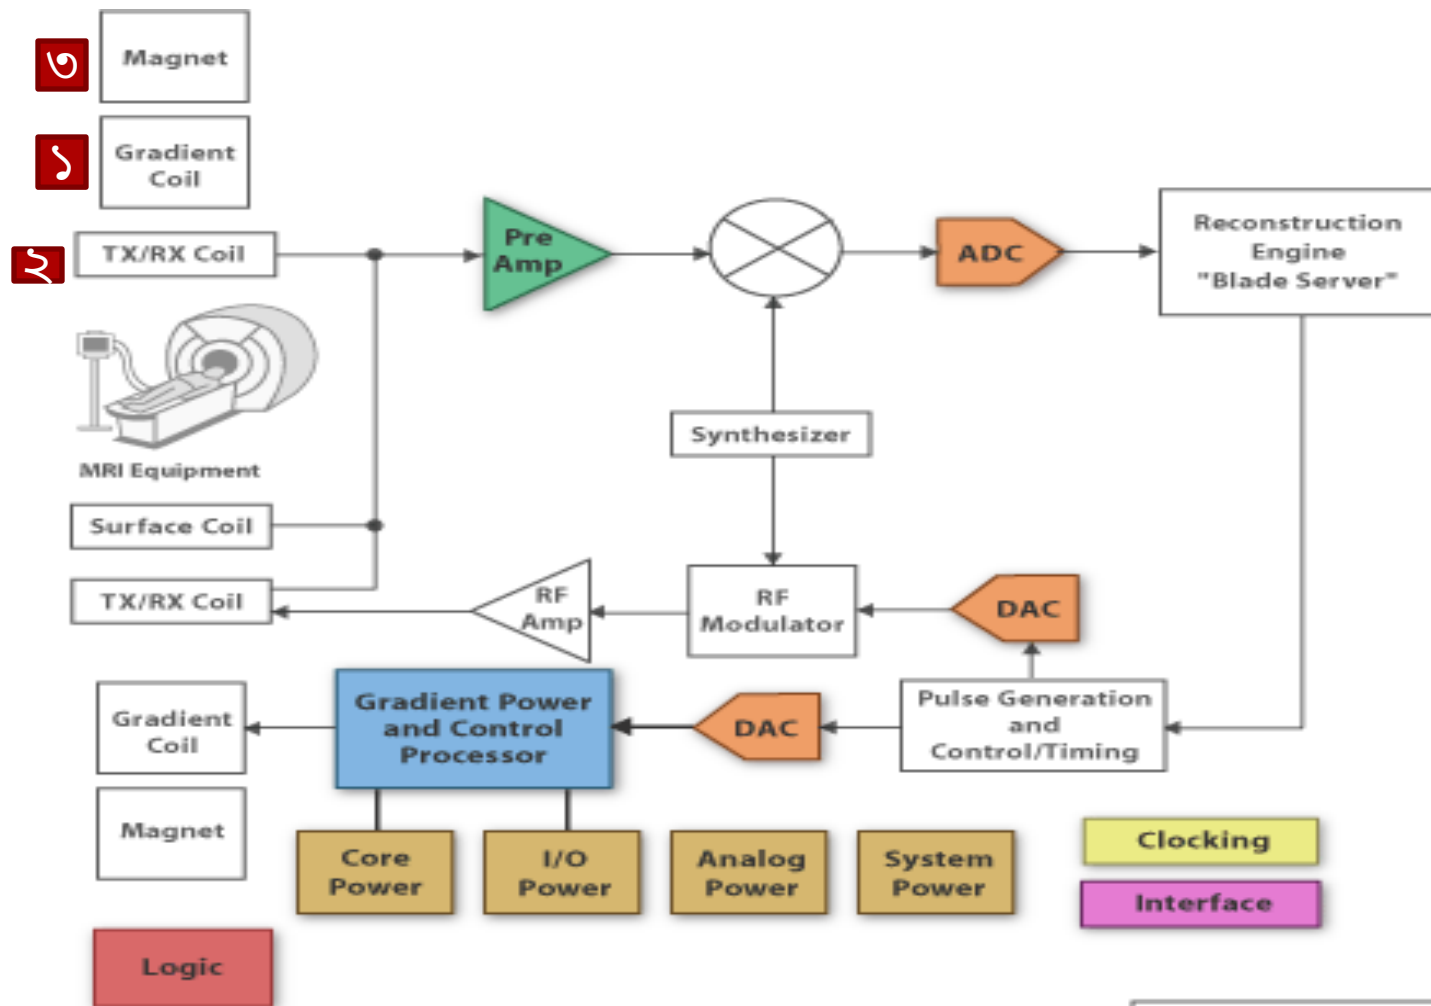 ৩
Magnet
১
Gradient
Coil
২
TX/RX Coil
Pre
Amp
ADC
Reconstruction
Engine
"Blade Server"
MRI Equipment
Synthesizer
Surface Coil
TX/RX Coil
RF
Amp
RF
Modulator
DAC
Gradient
Coil
Gradient Power
and Control
Processor
DAC
Pulse Generation
and
Control/Timing
Magnet
Core
Power
I/O
Power
Analog
Power
System
Power
Clocking
Interface
Logic